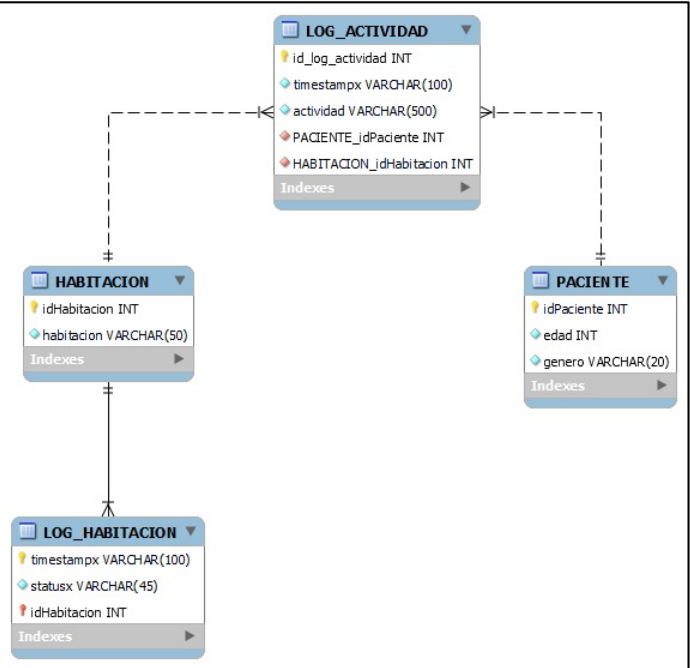 LOG_ACTIVIDAD
id_log_actividad INT
timestampx VARCHAR(100)
actividad VARCHAR(500)
PACIENTE_idPaciente INT
HABITACION_idHabitacion INT
Indexes
HABITACION
idHabitacion INT
habitacion VARCHAR(50)
Indexes
PACIENTE
idPaciente INT
edad INT
genero VARCHAR(20)
Indexes
LOG_HABITACION
timestampx VARCHAR(100)
statusx VARCHAR(45)
idHabitacion INT
Indexes